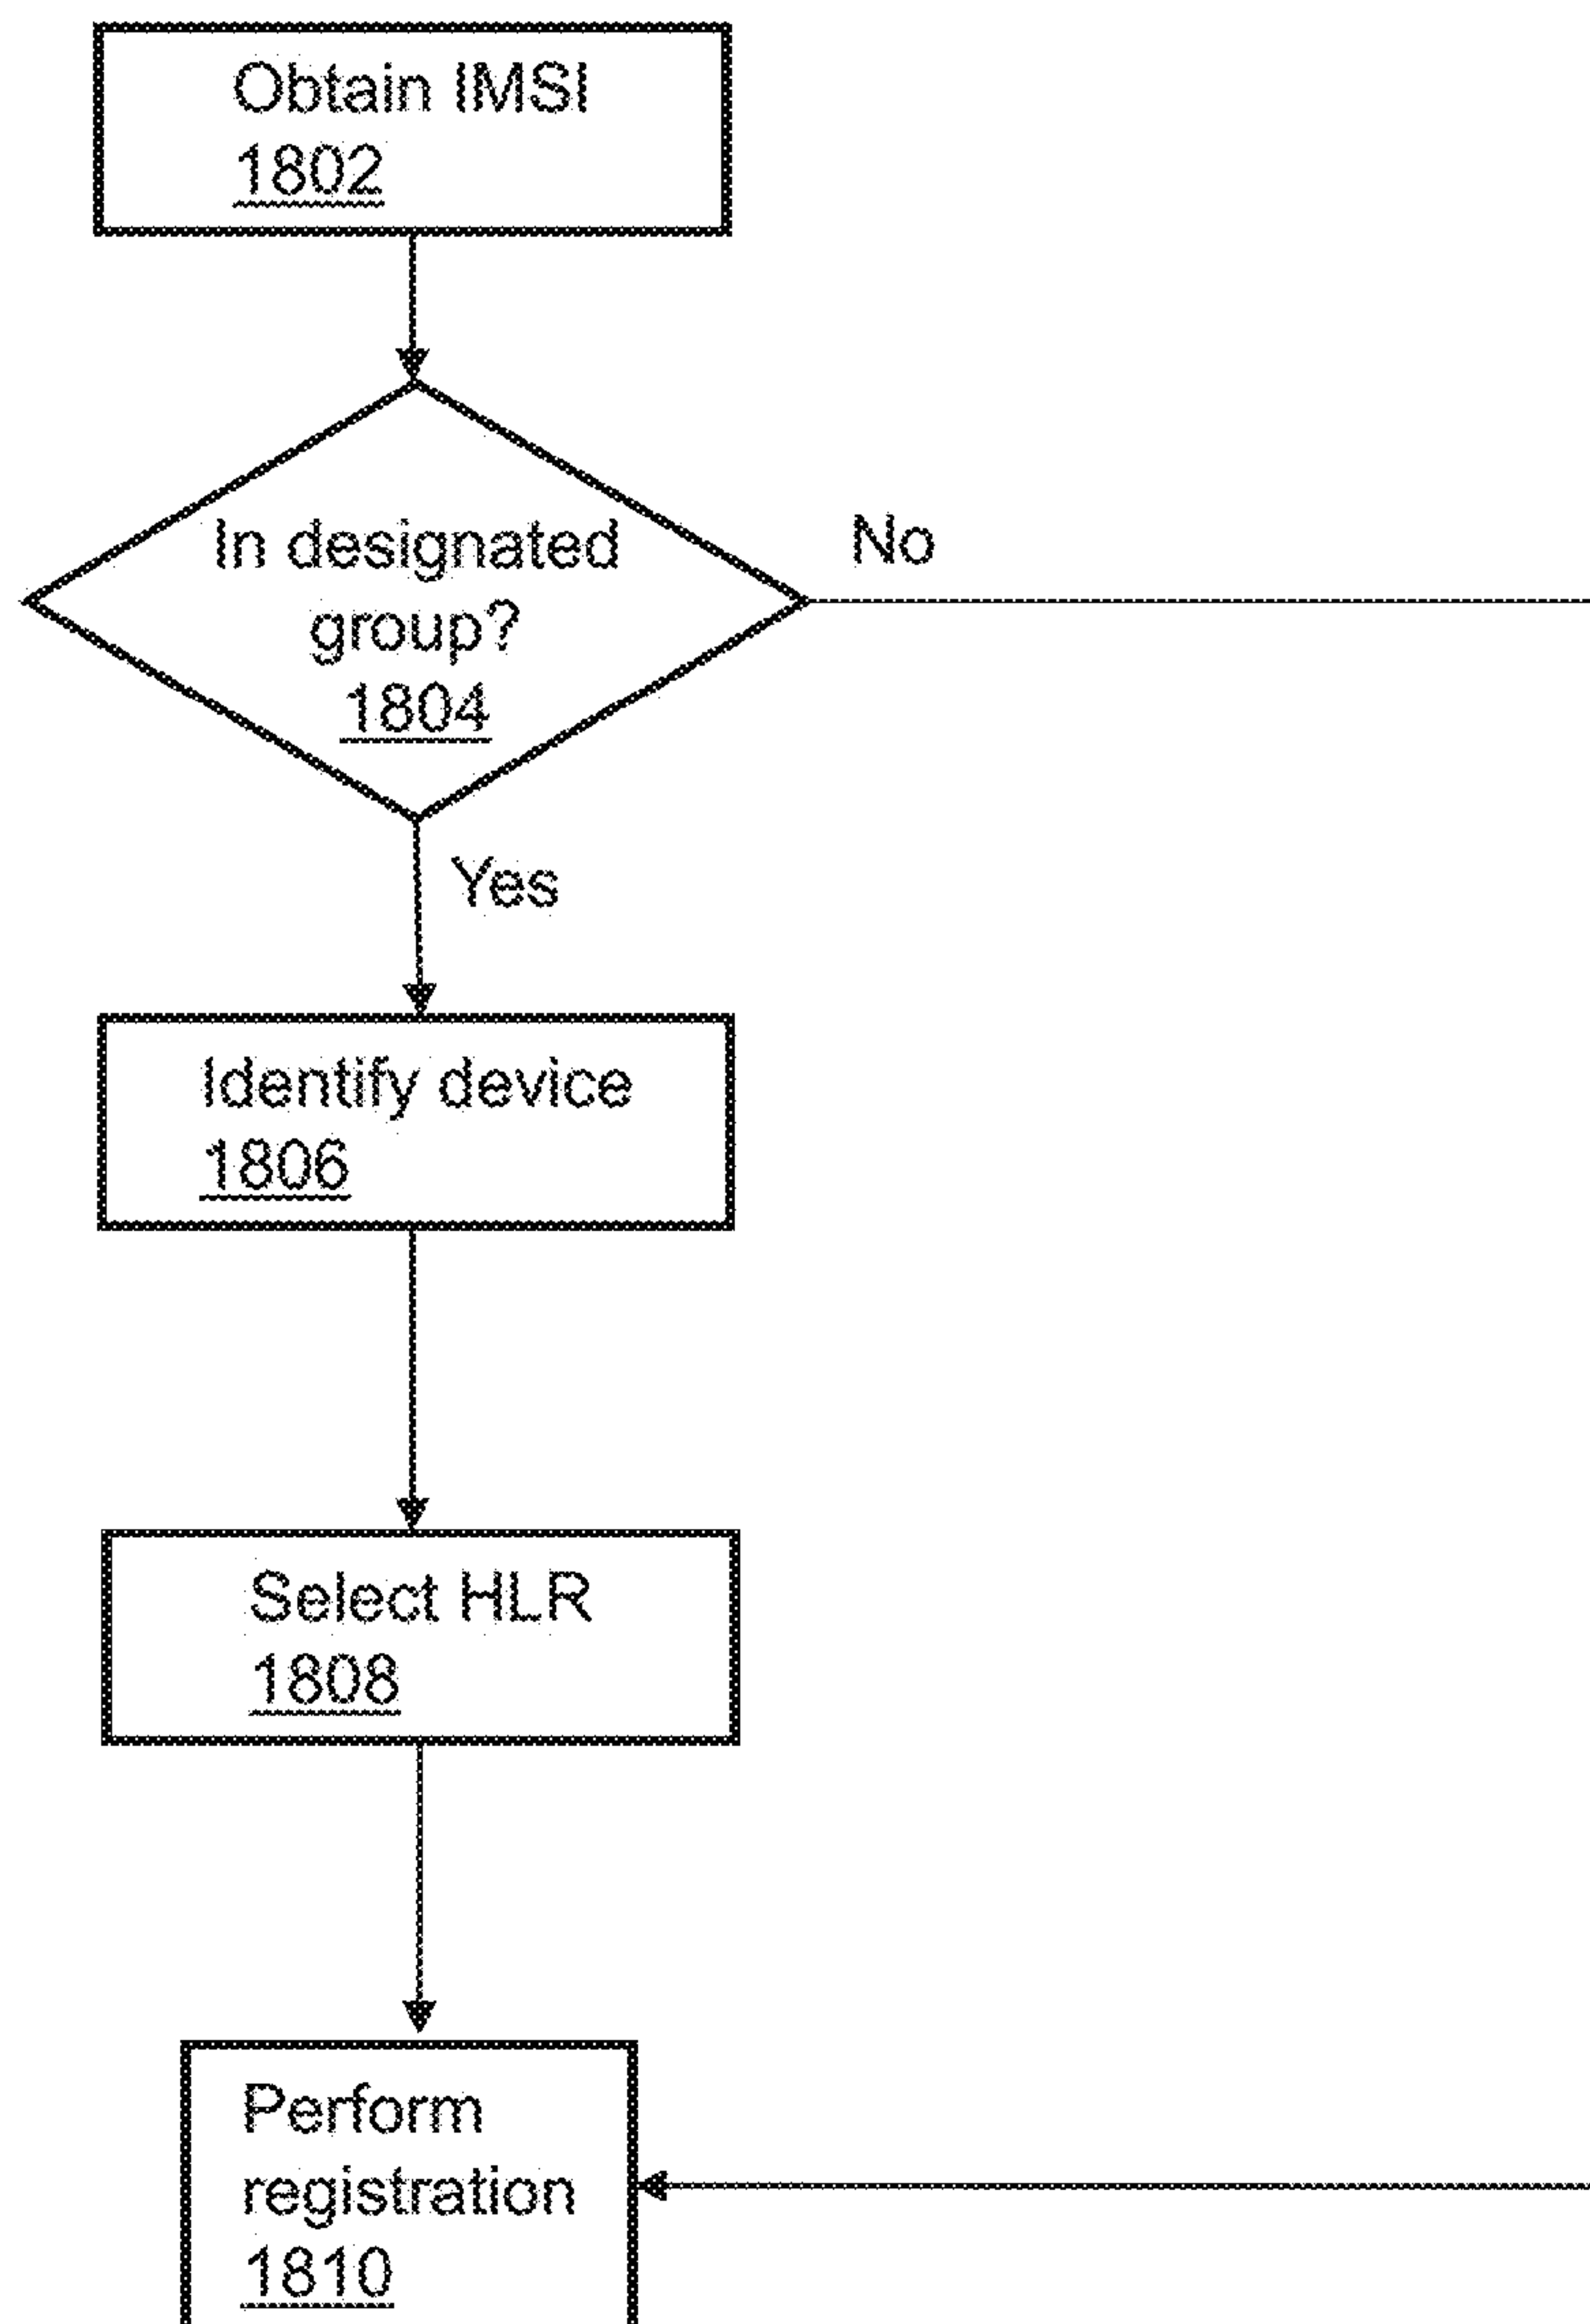 Obtain IMSI
1802
In designated
group?
1804
No
Yes
Identify device
1806
Select HLR
1808
Perform
registration
1810